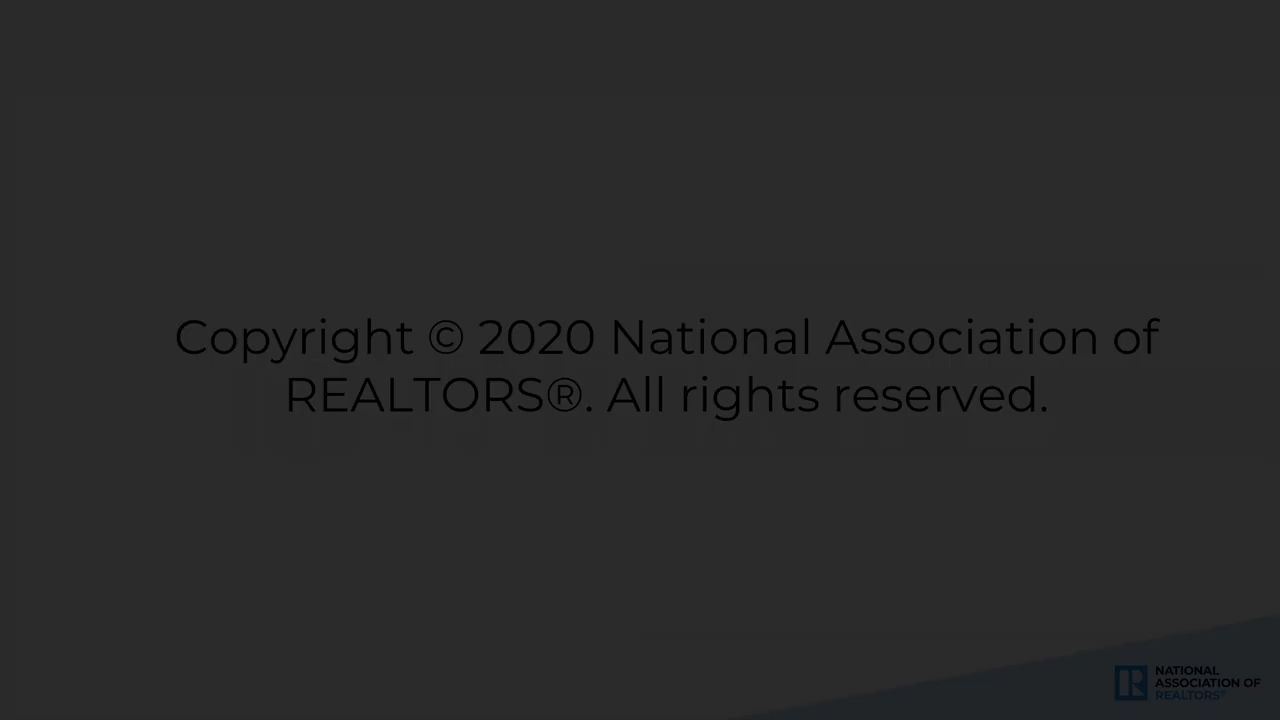 Copyright © 2020 National Association of
REALTORS®. All rights reserved.
NATIONAL
ASSOCIATION OF
REALTORS®